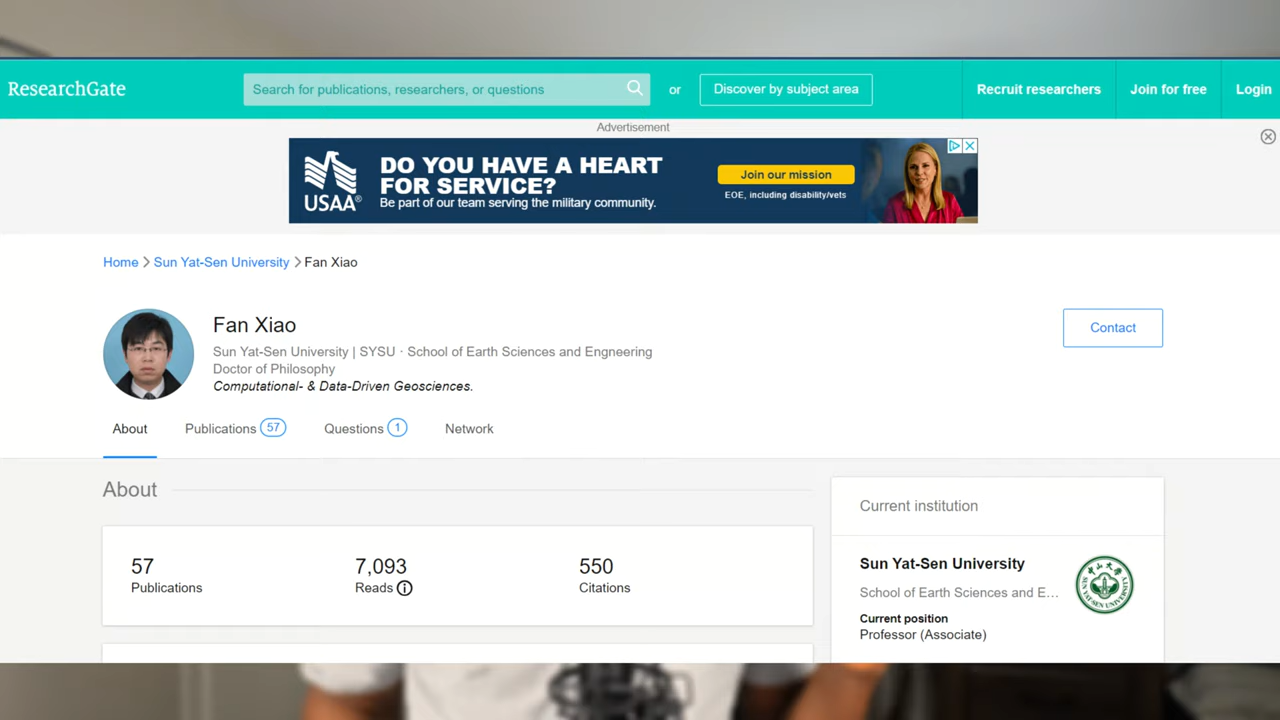 ResearchGate
Search for publications, researchers, or questions
or
Discover by subject area
Recruit researchers
Join for free
Login
Advertisement
USAA®
DO YOU HAVE A HEART
FOR SERVICE?
Be part of our team serving the military community.
Join our mission
EOE, including disability/vets
Home > Sun Yat-Sen University > Fan Xiao
Fan Xiao
Sun Yat-Sen University | SYSU · School of Earth Sciences and Engneering
Doctor of Philosophy
Computational- & Data-Driven Geosciences.
Contact
About
Publications 57
Questions 1
Network
About
57
Publications
7,093
Reads
550
Citations
Current institution
Sun Yat-Sen University
School of Earth Sciences and E...
Current position
Professor (Associate)
SUN YAT-SEN UNIVERSITY